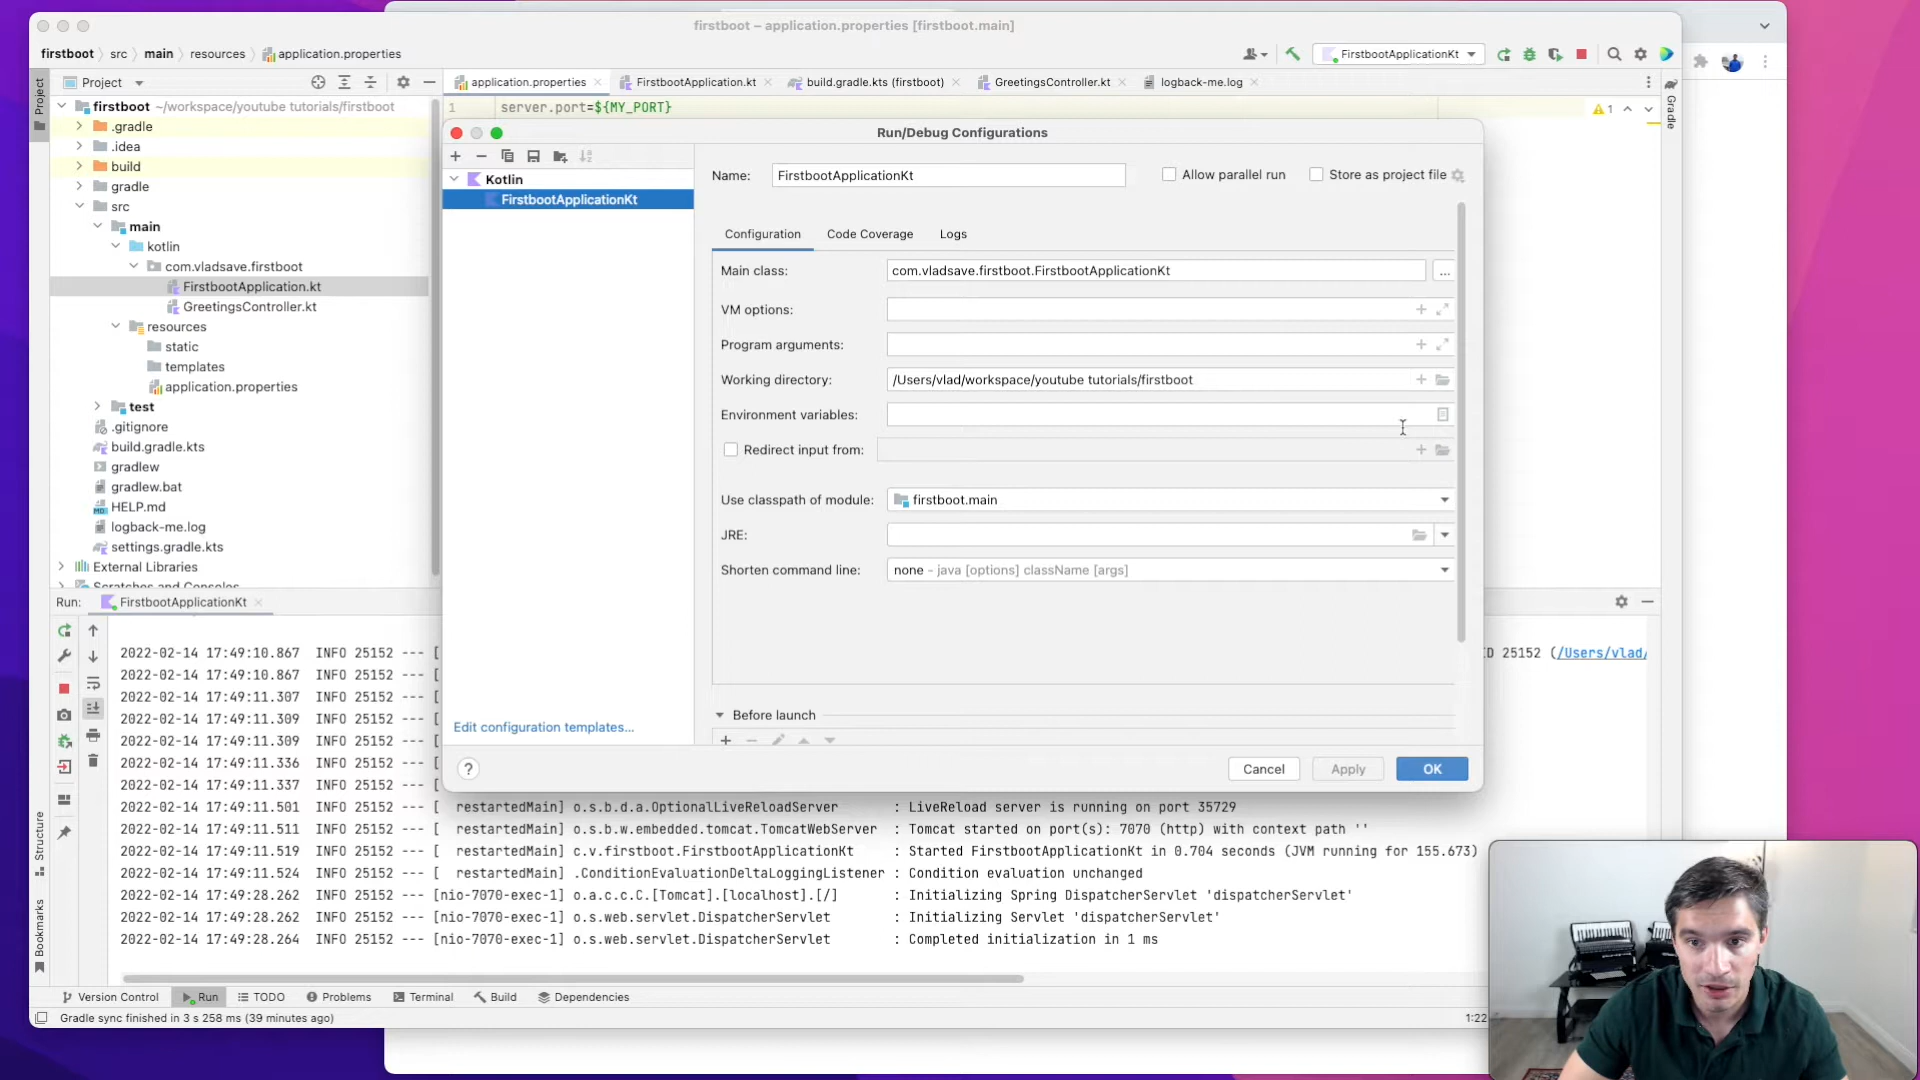 firstboot – application.properties [firstboot.main]
firstboot src main resources application.properties
FirstbootApplicationKt
Project
application.properties FirstbootApplication.kt build.gradle.kts (firstboot) GreetingsController.kt logback-me.log
Project
Gradle
firstboot ~/workspace/youtube tutorials/firstboot
1 server.port=${MY_PORT}
1
.gradle
.idea
build
gradle
src
main
kotlin
com.vladsave.firstboot
FirstbootApplication.kt
GreetingsController.kt
resources
static
templates
application.properties
test
.gitignore
build.gradle.kts
gradlew
gradlew.bat
HELP.md
logback-me.log
settings.gradle.kts
External Libraries
Scratches and Consoles
Run/Debug Configurations
Kotlin
FirstbootApplicationKt
Edit configuration templates...
Name: FirstbootApplicationKt
Allow parallel run
Store as project file
Configuration Code Coverage Logs
Main class: com.vladsave.firstboot.FirstbootApplicationKt ...
VM options:
Program arguments:
Working directory: /Users/vlad/workspace/youtube tutorials/firstboot
Environment variables:
Redirect input from:
Use classpath of module: firstboot.main
JRE:
Shorten command line: none - java [options] className [args]
Before launch
? Cancel Apply OK
Run: FirstbootApplicationKt
2022-02-14 17:49:10.867 INFO 25152 --- [ D 25152 (/Users/vlad/
2022-02-14 17:49:10.867 INFO 25152 --- [
2022-02-14 17:49:11.307 INFO 25152 --- [
2022-02-14 17:49:11.309 INFO 25152 --- [
2022-02-14 17:49:11.309 INFO 25152 --- [
2022-02-14 17:49:11.336 INFO 25152 --- [
2022-02-14 17:49:11.337 INFO 25152 --- [
2022-02-14 17:49:11.501 INFO 25152 --- [ restartedMain] o.s.b.d.a.OptionalLiveReloadServer : LiveReload server is running on port 35729
2022-02-14 17:49:11.511 INFO 25152 --- [ restartedMain] o.s.b.w.embedded.tomcat.TomcatWebServer : Tomcat started on port(s): 7070 (http) with context path ''
2022-02-14 17:49:11.519 INFO 25152 --- [ restartedMain] c.v.firstboot.FirstbootApplicationKt : Started FirstbootApplicationKt in 0.704 seconds (JVM running for 155.673)
2022-02-14 17:49:11.524 INFO 25152 --- [ restartedMain] .ConditionEvaluationDeltaLoggingListener : Condition evaluation unchanged
2022-02-14 17:49:28.262 INFO 25152 --- [nio-7070-exec-1] o.a.c.c.C.[Tomcat].[localhost].[/] : Initializing Spring DispatcherServlet 'dispatcherServlet'
2022-02-14 17:49:28.262 INFO 25152 --- [nio-7070-exec-1] o.s.web.servlet.DispatcherServlet : Initializing Servlet 'dispatcherServlet'
2022-02-14 17:49:28.264 INFO 25152 --- [nio-7070-exec-1] o.s.web.servlet.DispatcherServlet : Completed initialization in 1 ms
Structure
Bookmarks
Version Control Run TODO Problems Terminal Build Dependencies
Gradle sync finished in 3 s 258 ms (39 minutes ago)
1:22